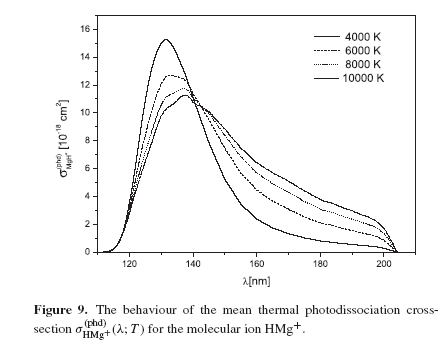 16
14
12
10
8
6
4
2
0
σ(phd)MgH+ [10-18 cm2]
4000 K
6000 K
8000 K
10000 K
120 140 160 180 200
λ[nm]
Figure 9. The behaviour of the mean thermal photodissociation cross-
section σ(phd)HMg+(λ; T) for the molecular ion HMg+.